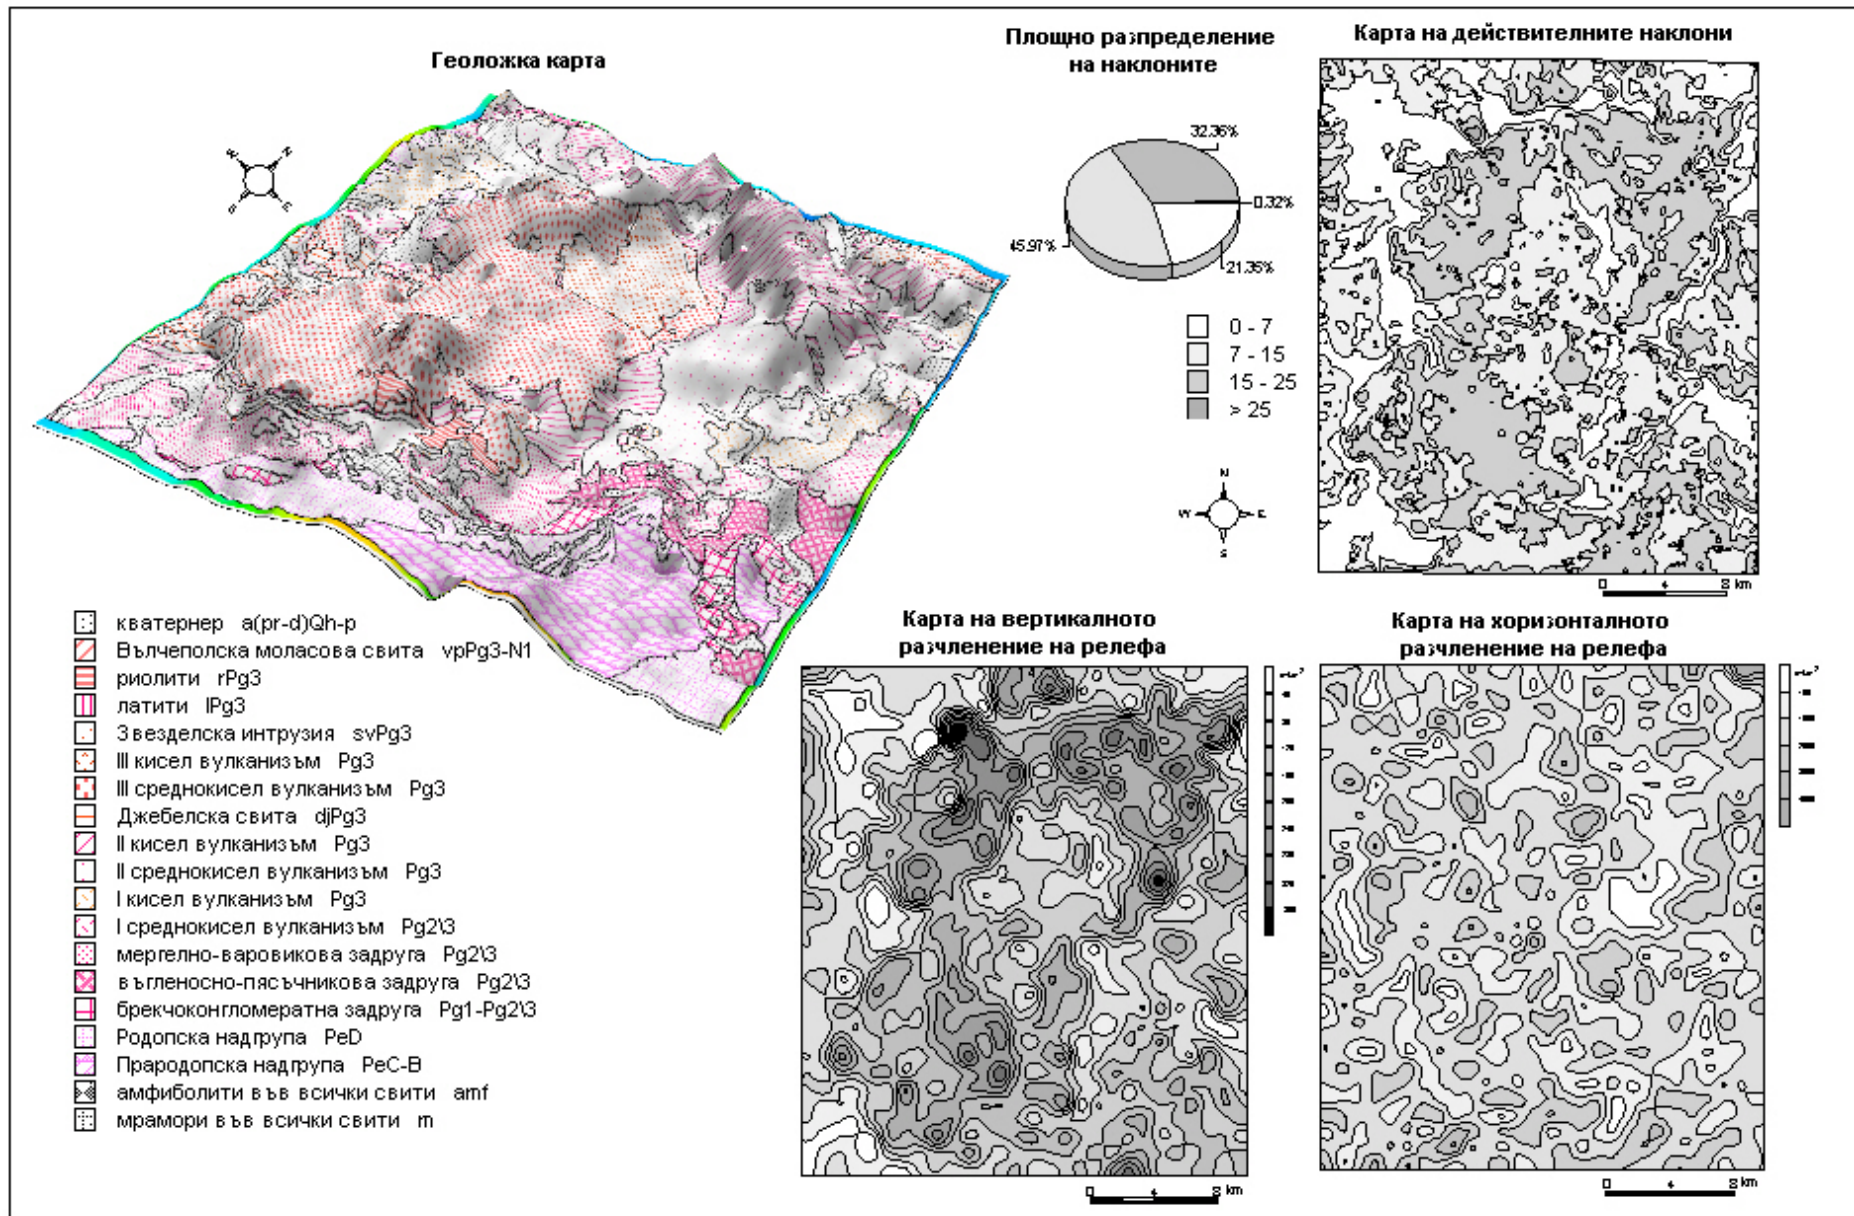 Геоложка карта
Площно разпределение
на наклоните
32.36%
0.32%
45.97%
21.35%
0 - 7
7 - 15
15 - 25
> 25
N
W E
S
Карта на действителните наклони
0 4 8 km
кватернер a(pr-d)Qh-p
Вълчеполска моласова свита vpPg3-N1
риолити rPg3
латити lPg3
Звезделска интрузия svPg3
III кисел вулканизъм Pg3
III среднокисел вулканизъм Pg3
Джебелска свита djPg3
II кисел вулканизъм Pg3
II среднокисел вулканизъм Pg3
I кисел вулканизъм Pg3
I среднокисел вулканизъм Pg2\3
мергелно-варовикова задруга Pg2\3
въгленосно-пясъчникова задруга Pg2\3
брекчоконгломератна задруга Pg1-Pg2\3
Родопска надгрупа PeD
Прародопска надгрупа PeC-B
амфиболити във всички свити amf
мрамори във всички свити m
Карта на вертикалното
разчленение на релефа
0 4 8 km
Карта на хоризонталното
разчленение на релефа
0 4 8 km